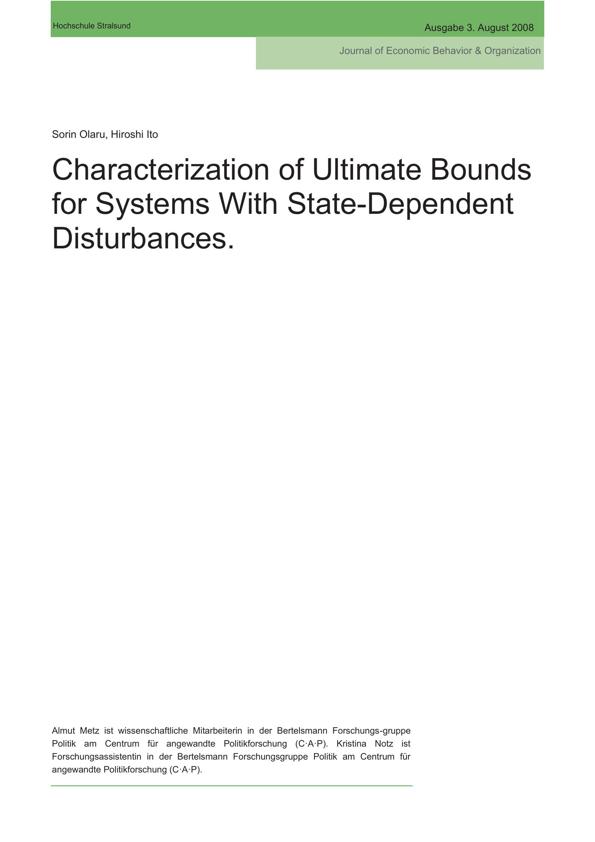 Hochschule Stralsund
Ausgabe 3. August 2008
Journal of Economic Behavior & Organization
Sorin Olaru, Hiroshi Ito
Characterization of Ultimate Bounds
for Systems With State-Dependent
Disturbances.
Almut Metz ist wissenschaftliche Mitarbeiterin in der Bertelsmann Forschungs-gruppe
Politik am Centrum für angewandte Politikforschung (C·A·P). Kristina Notz ist
Forschungsassistentin in der Bertelsmann Forschungsgruppe Politik am Centrum für
angewandte Politikforschung (C·A·P).